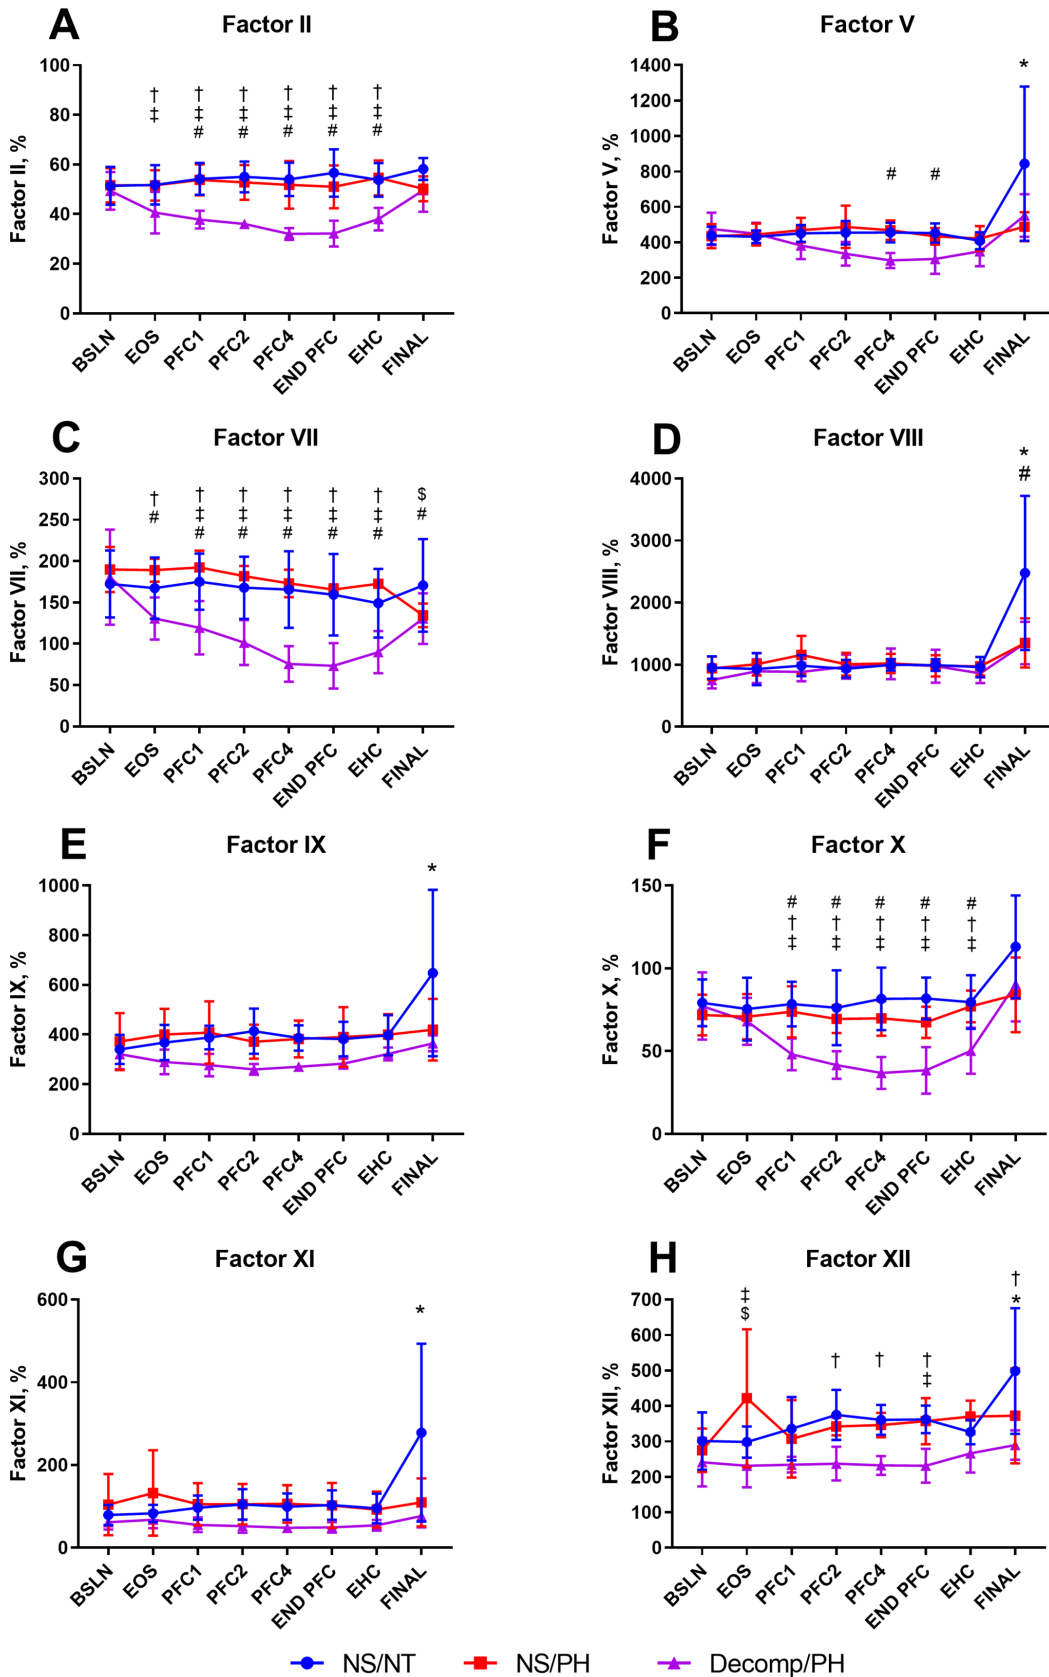 A Factor II
Factor II, %
100
80
60
40
20
0
† † † † † †
‡ ‡ ‡ ‡ ‡ ‡
# # # # #
BSLN EOS PFC1 PFC2 PFC4 END PFC EHC FINAL
B Factor V
Factor V, %
1400
1200
1000
800
600
400
200
0
*
# #
BSLN EOS PFC1 PFC2 PFC4 END PFC EHC FINAL
C Factor VII
Factor VII, %
300
250
200
150
100
50
0
† † † † † † $
# ‡ ‡ ‡ ‡ ‡ #
# # # # #
BSLN EOS PFC1 PFC2 PFC4 END PFC EHC FINAL
D Factor VIII
Factor VIII, %
4000
3000
2000
1000
0
*
#
BSLN EOS PFC1 PFC2 PFC4 END PFC EHC FINAL
E Factor IX
Factor IX, %
1000
800
600
400
200
0
*
BSLN EOS PFC1 PFC2 PFC4 END PFC EHC FINAL
F Factor X
Factor X, %
150
100
50
0
# # # # #
† † † † †
‡ ‡ ‡ ‡ ‡
BSLN EOS PFC1 PFC2 PFC4 END PFC EHC FINAL
G Factor XI
Factor XI, %
600
400
200
0
*
BSLN EOS PFC1 PFC2 PFC4 END PFC EHC FINAL
H Factor XII
Factor XII, %
700
600
500
400
300
200
100
0
‡ †
$ *
† † †
‡
BSLN EOS PFC1 PFC2 PFC4 END PFC EHC FINAL
NS/NT NS/PH Decomp/PH